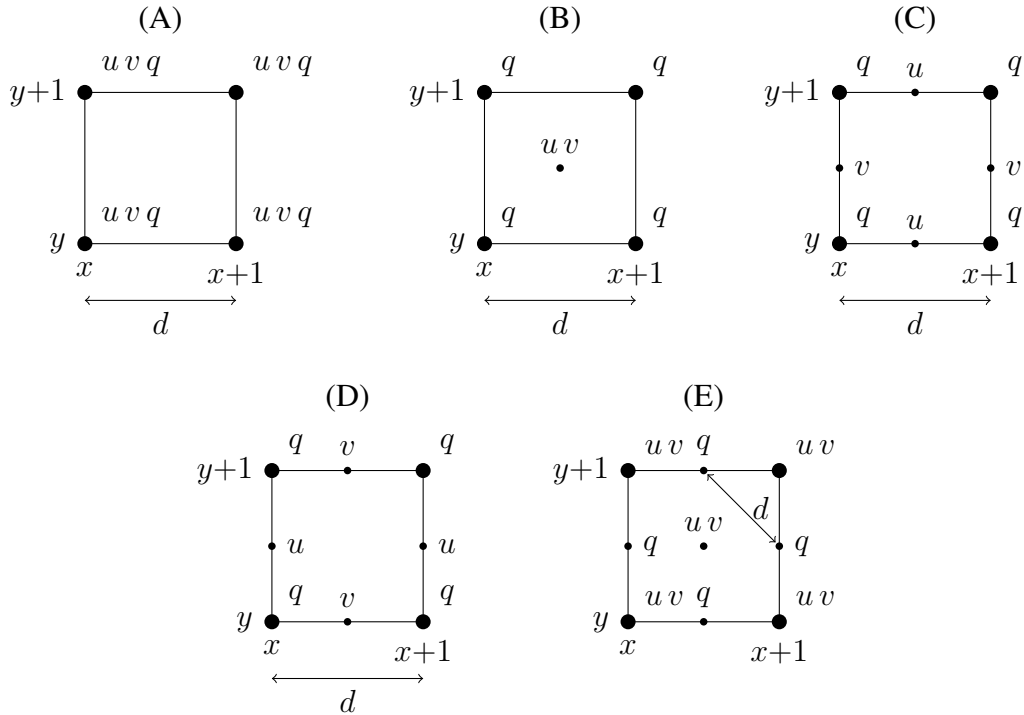 (A) (B) (C)
u v q u v q q q q u q
y+1 y+1 y+1
u v v v
u v q u v q q q q u q
y y y
x x+1 x x+1 x x+1
d d d
(D) (E)
q v q u v q u v
y+1 y+1
d
u u q u v q
q v q u v q u v
y y
x x+1 x x+1
d